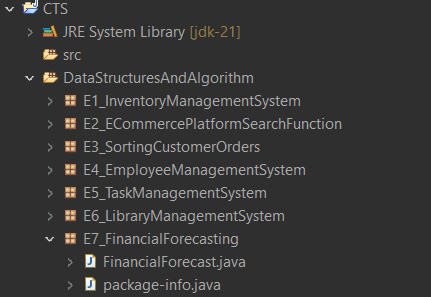 CTS
JRE System Library [jdk-21]
src
DataStructuresAndAlgorithm
E1_InventoryManagementSystem
E2_ECommercePlatformSearchFunction
E3_SortingCustomerOrders
E4_EmployeeManagementSystem
E5_TaskManagementSystem
E6_LibraryManagementSystem
E7_FinancialForecasting
FinancialForecast.java
package-info.java